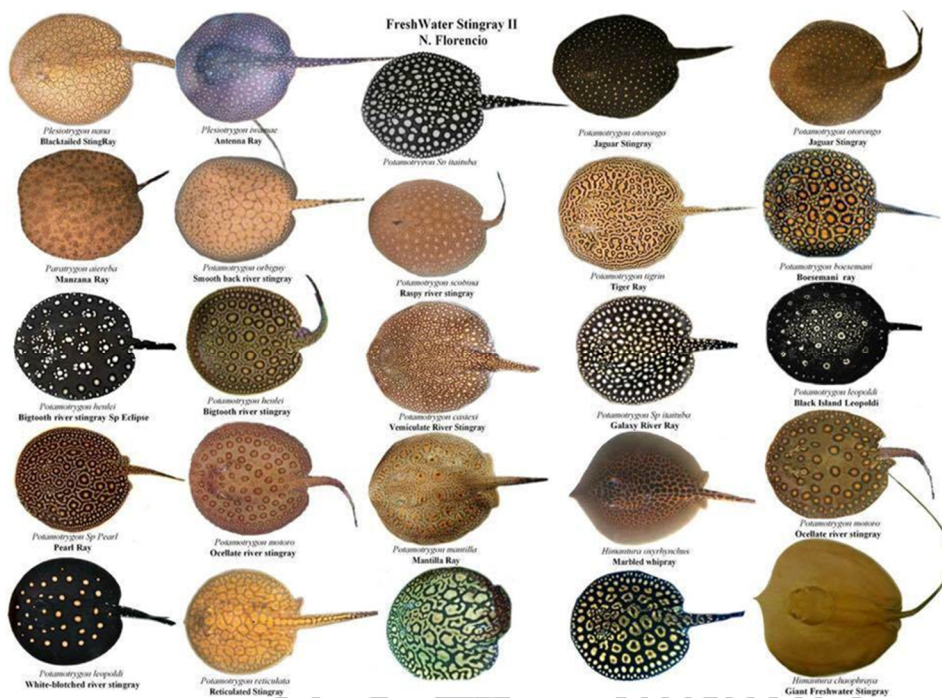 FreshWater Stingray II
N. Florencio
Plesiotrygon nana
Blacktailed StingRay
Plesiotrygon iwamae
Antenna Ray
Potamotrygon Sp itaituba
Potamotrygon otorongo
Jaguar Stingray
Potamotrygon otorongo
Jaguar Stingray
Paratrygon aiereba
Manzana Ray
Potamotrygon orbigny
Smooth back river stingray
Potamotrygon scobina
Raspy river stingray
Potamotrygon tigrin
Tiger Ray
Potamotrygon boesemani
Boersemani ray
Potamotrygon henlei
Bigtooth river stingray Sp Eclipse
Potamotrygon henlei
Bigtooth river stingray
Potamotrygon castexi
Vemiculate River Stingray
Potamotrygon Sp itaituba
Galaxy River Ray
Potamotrygon leopoldi
Black Island Leopoldi
Potamotrygon Sp Pearl
Pearl Ray
Potamotrygon motoro
Ocellate river stingray
Potamotrygon mantilla
Mantilla Ray
Himantura oxyrhynchus
Marbled whipray
Potamotrygon motoro
Ocellate river stingray
Potamotrygon leopoldi
White-blotched river stingray
Potamotrygon reticulata
Reticulated Stingray
Himantura chaophraya
Giant Freshwater Stingray